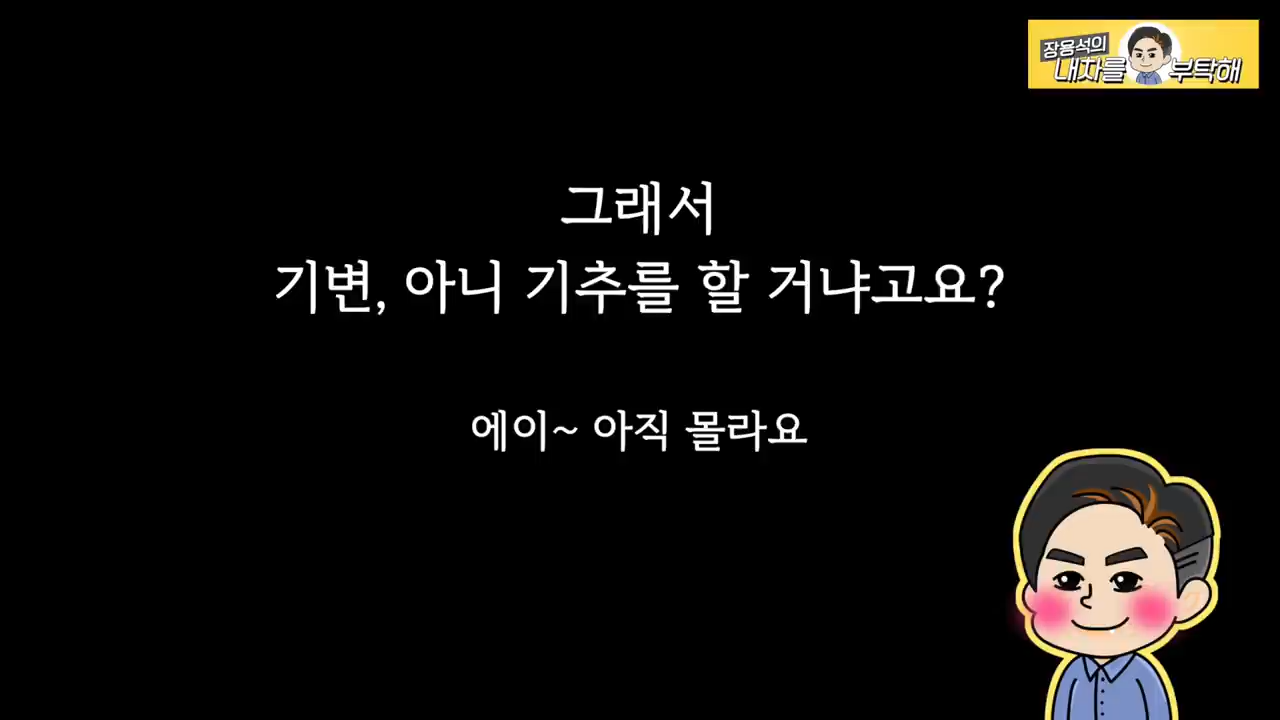 장용석의
내차를 부탁해
그래서
기변, 아니 기추를 할 거냐고요?
에이~ 아직 몰라요